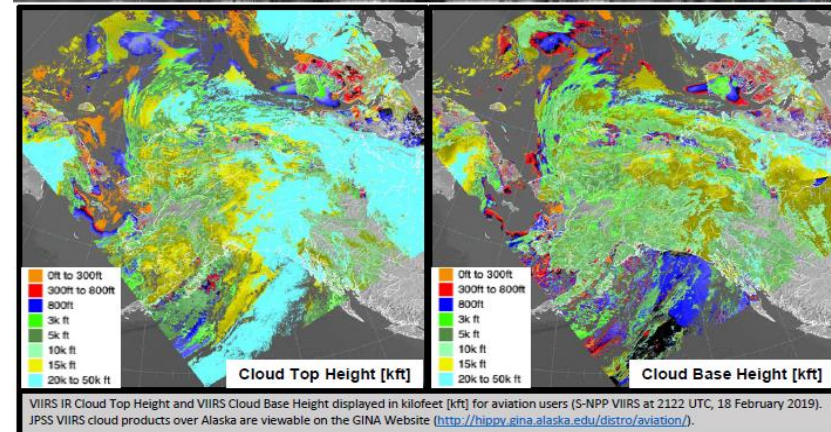 0ft to 300ft
300ft to 800ft
800ft
3k ft
5k ft
10k ft
15k ft
20k to 50k ft
Cloud Top Height [kft]
0ft to 300ft
300ft to 800ft
800ft
3k ft
5k ft
10k ft
15k ft
20k to 50k ft
Cloud Base Height [kft]
VIIRS IR Cloud Top Height and VIIRS Cloud Base Height displayed in kilofeet [kft] for aviation users (S-NPP VIIRS at 2122 UTC, 18 February 2019).
JPSS VIIRS cloud products over Alaska are viewable on the GINA Website (http://hippy.gina.alaska.edu/distro/aviation/).